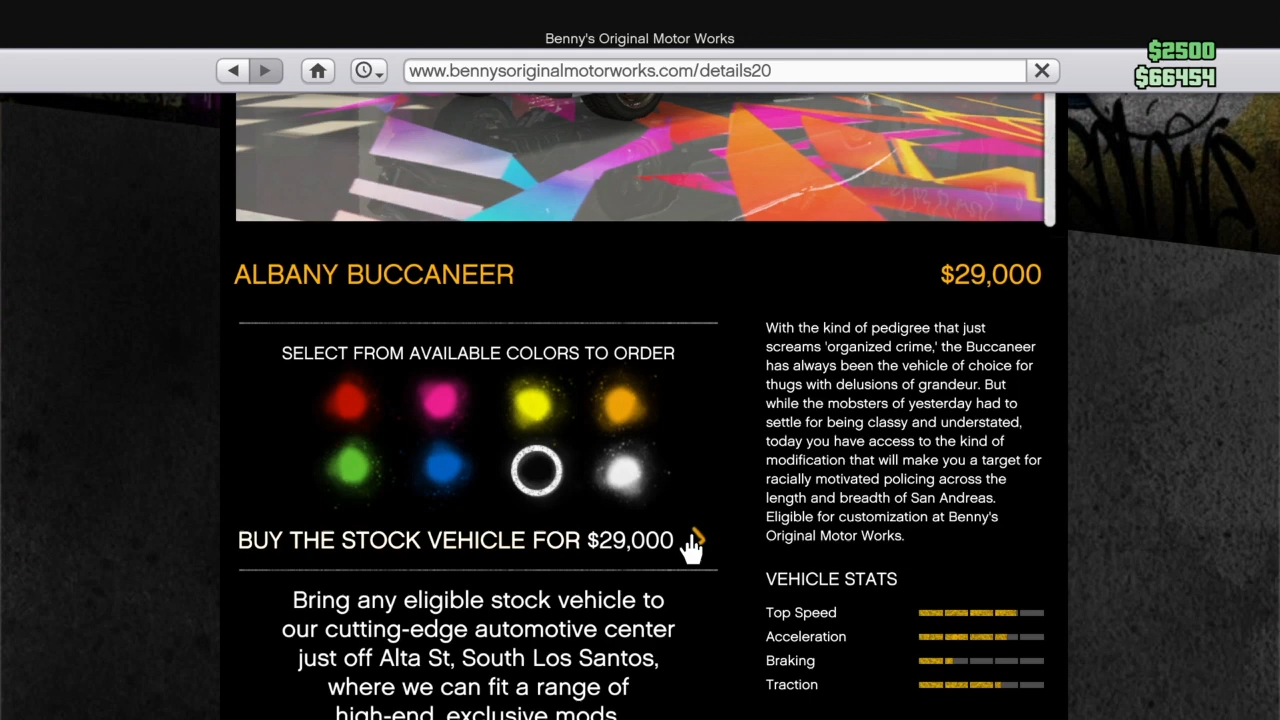 Benny's Original Motor Works
www.bennysoriginalmotorworks.com/details20
$2500
$66454
ALBANY BUCCANEER
$29,000
SELECT FROM AVAILABLE COLORS TO ORDER
BUY THE STOCK VEHICLE FOR $29,000
Bring any eligible stock vehicle to
our cutting-edge automotive center
just off Alta St, South Los Santos,
where we can fit a range of
high-end, exclusive mods
With the kind of pedigree that just
screams 'organized crime,' the Buccaneer
has always been the vehicle of choice for
thugs with delusions of grandeur. But
while the mobsters of yesterday had to
settle for being classy and understated,
today you have access to the kind of
modification that will make you a target for
racially motivated policing across the
length and breadth of San Andreas.
Eligible for customization at Benny's
Original Motor Works.
VEHICLE STATS
Top Speed
Acceleration
Braking
Traction